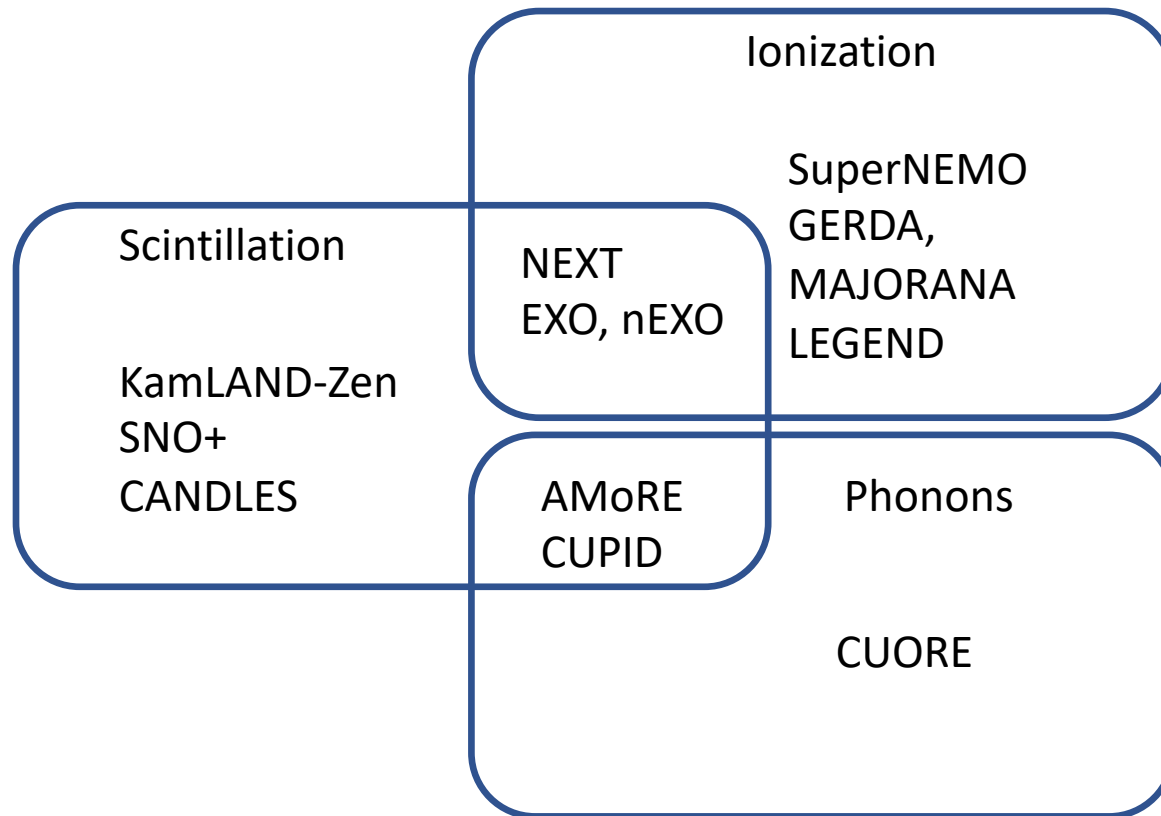 Ionization
SuperNEMO
GERDA,
MAJORANA
LEGEND
Scintillation
NEXT
EXO, nEXO
KamLAND-Zen
SNO+
CANDLES
AMoRE
CUPID
Phonons
CUORE